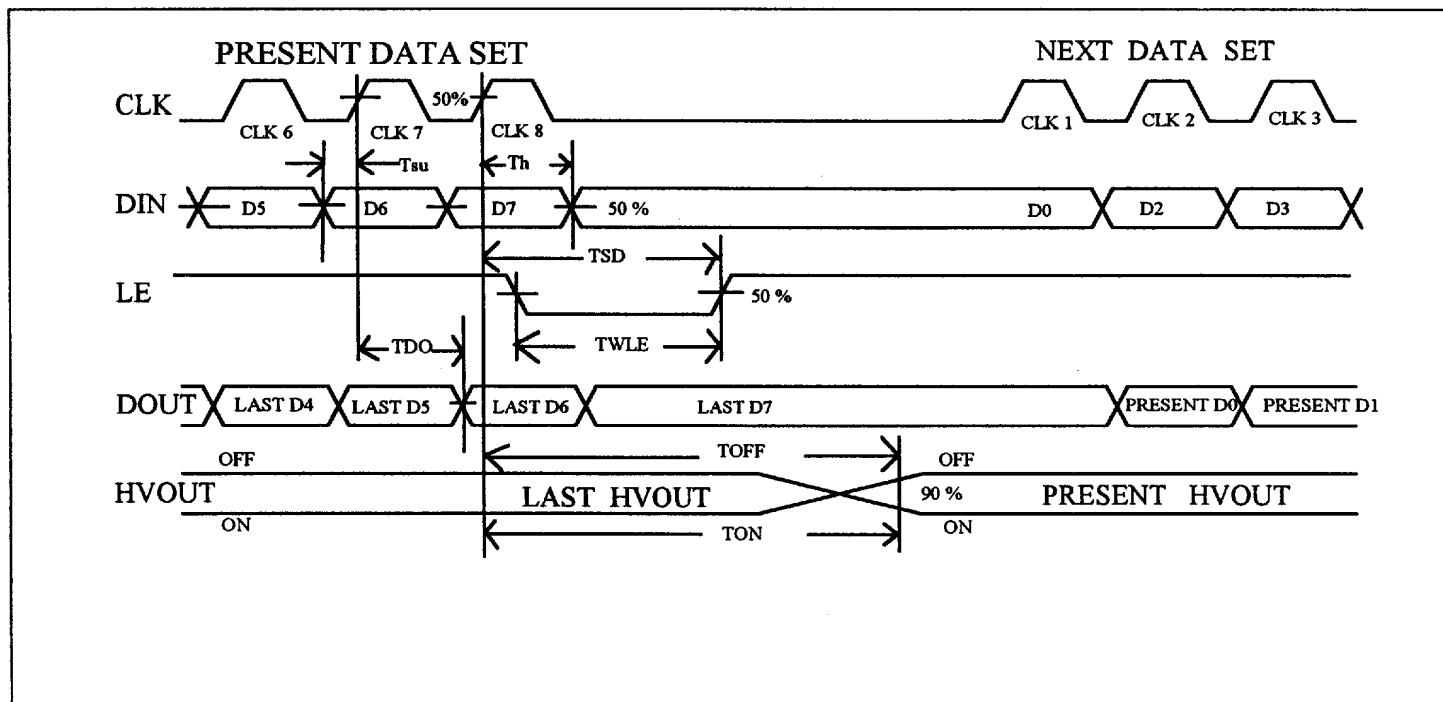 PRESENT DATA SET
NEXT DATA SET
CLK
50%
CLK 6
CLK 7
CLK 8
CLK 1
CLK 2
CLK 3
Tsu
Th
DIN
D5
D6
D7
50 %
D0
D2
D3
TSD
LE
50 %
TDO
TWLE
DOUT
LAST D4
LAST D5
LAST D6
LAST D7
PRESENT D0
PRESENT D1
OFF
TOFF
OFF
HVOUT
LAST HVOUT
90 %
PRESENT HVOUT
ON
TON
ON